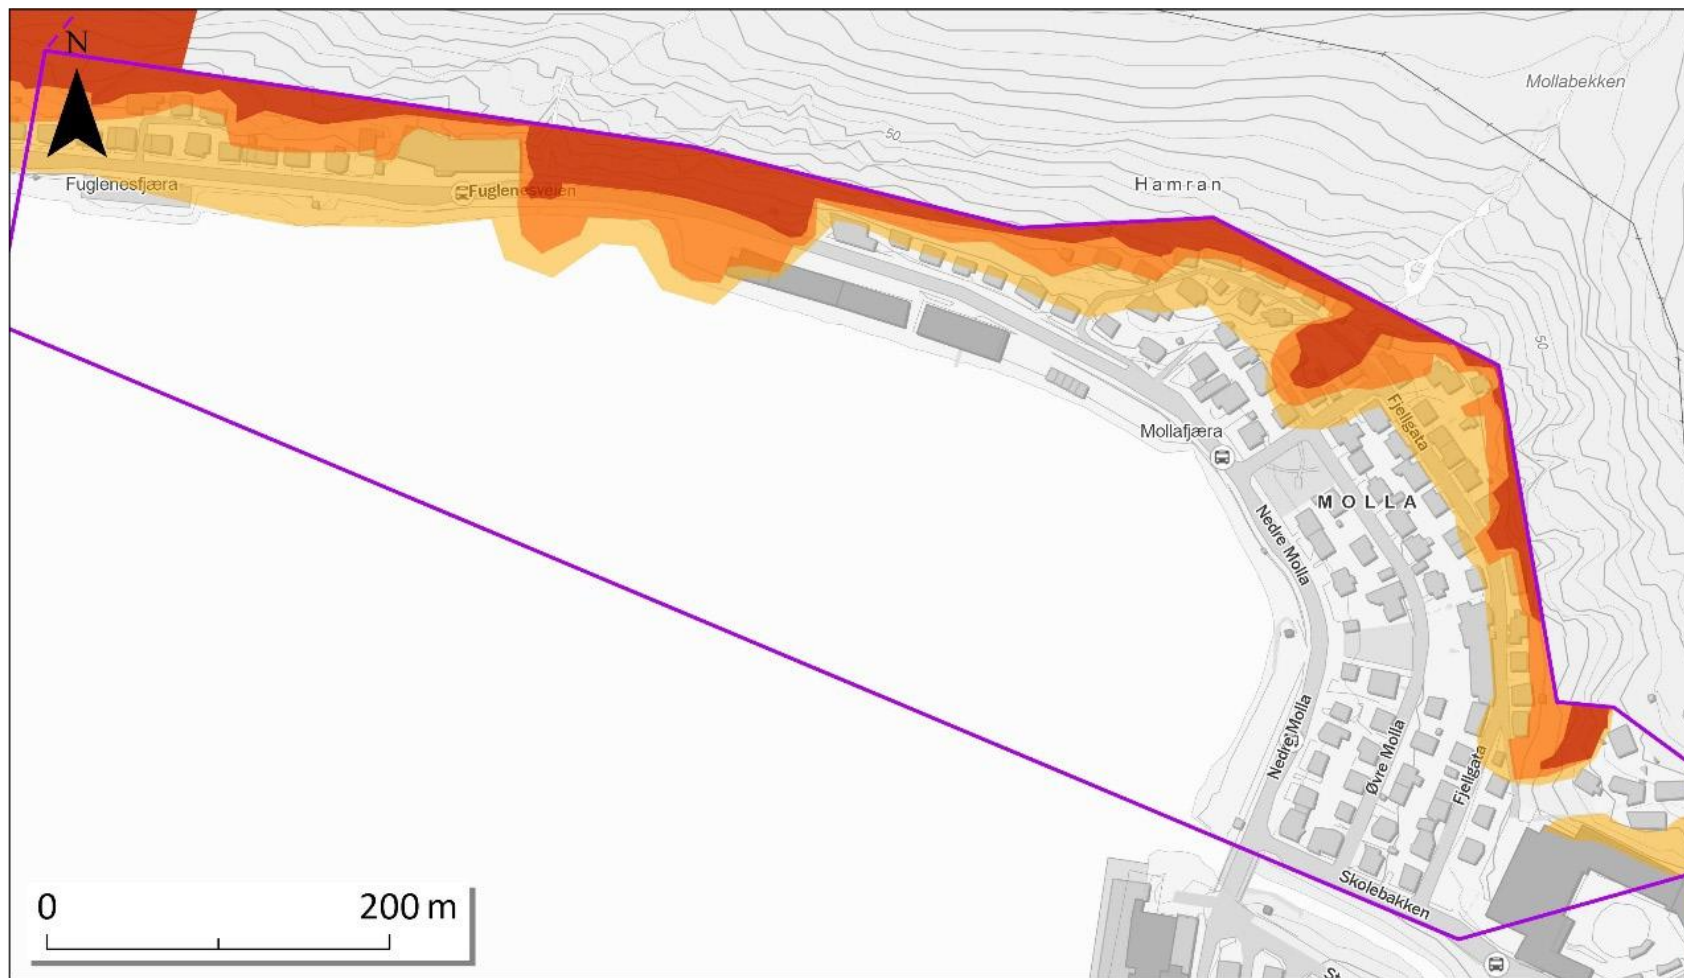 N
Mollabekken
50
Hamran
Fuglenesfjæra
Fuglenesveien
50
Fjellgata
Mollafjæra
MOLLA
Nedre Molla
Nedre Molla
Øvre Molla
Fjellgata
Skolebakken
0 200 m
St